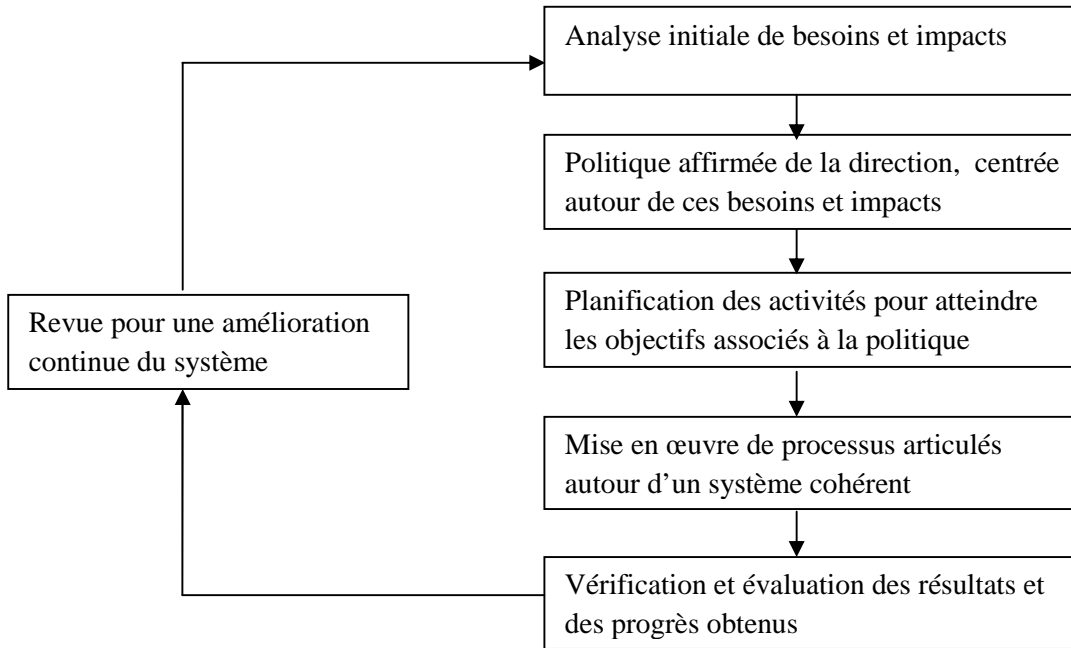 Analyse initiale de besoins et impacts
Politique affirmée de la direction, centrée
autour de ces besoins et impacts
Planification des activités pour atteindre
les objectifs associés à la politique
Mise en œuvre de processus articulés
autour d’un système cohérent
Vérification et évaluation des résultats et
des progrès obtenus
Revue pour une amélioration
continue du système